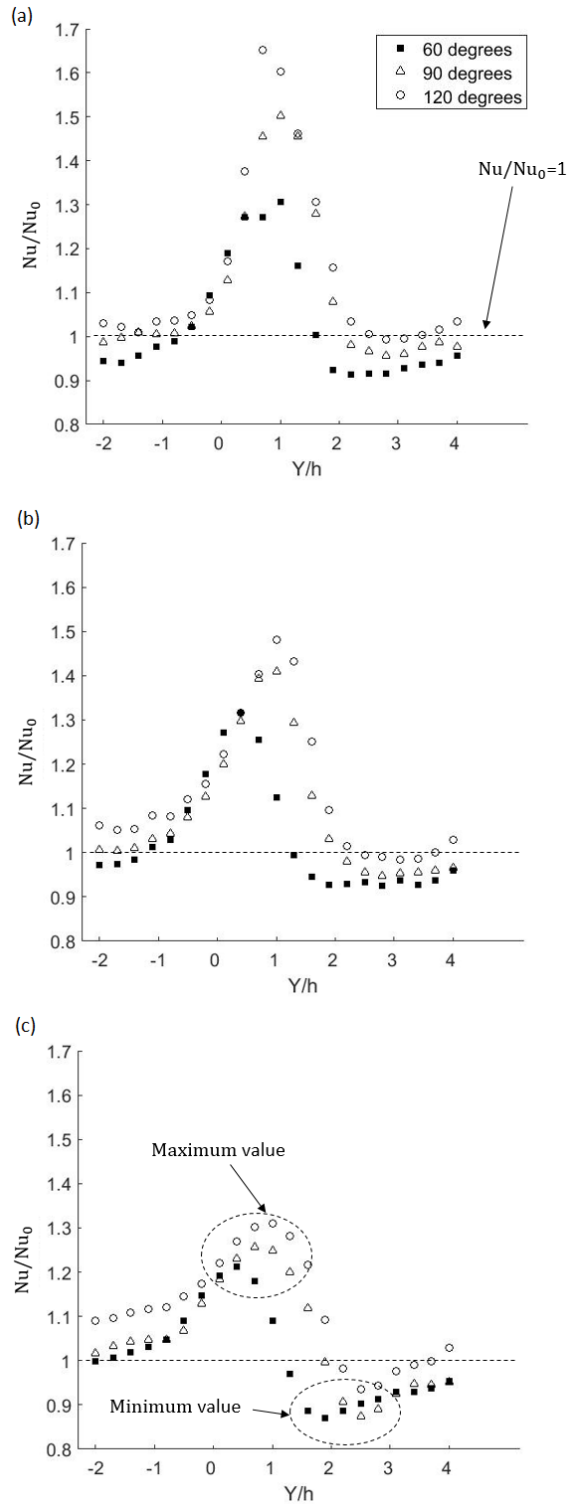 (a)
1.7
1.6
1.5
1.4
1.3
1.2
1.1
1
0.9
0.8
Nu/Nu₀
60 degrees
90 degrees
120 degrees
Nu/Nu₀=1
-2 -1 0 1 2 3 4
Y/h
(b)
1.7
1.6
1.5
1.4
1.3
1.2
1.1
1
0.9
0.8
Nu/Nu₀
-2 -1 0 1 2 3 4
Y/h
(c)
1.7
1.6
1.5
1.4
1.3
1.2
1.1
1
0.9
0.8
Nu/Nu₀
Maximum value
Minimum value
-2 -1 0 1 2 3 4
Y/h